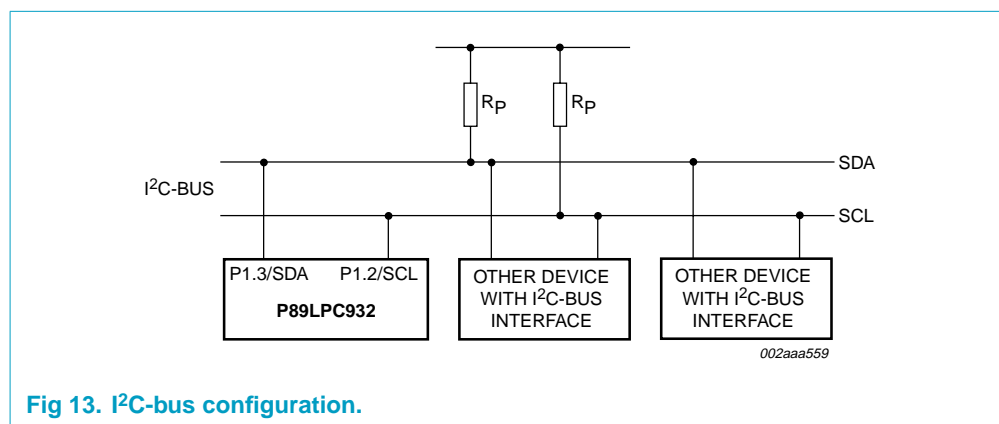 RP RP
SDA
I2C-BUS
SCL
P1.3/SDA P1.2/SCL
P89LPC932
OTHER DEVICE
WITH I2C-BUS
INTERFACE
OTHER DEVICE
WITH I2C-BUS
INTERFACE
002aaa559
Fig 13. I2C-bus configuration.